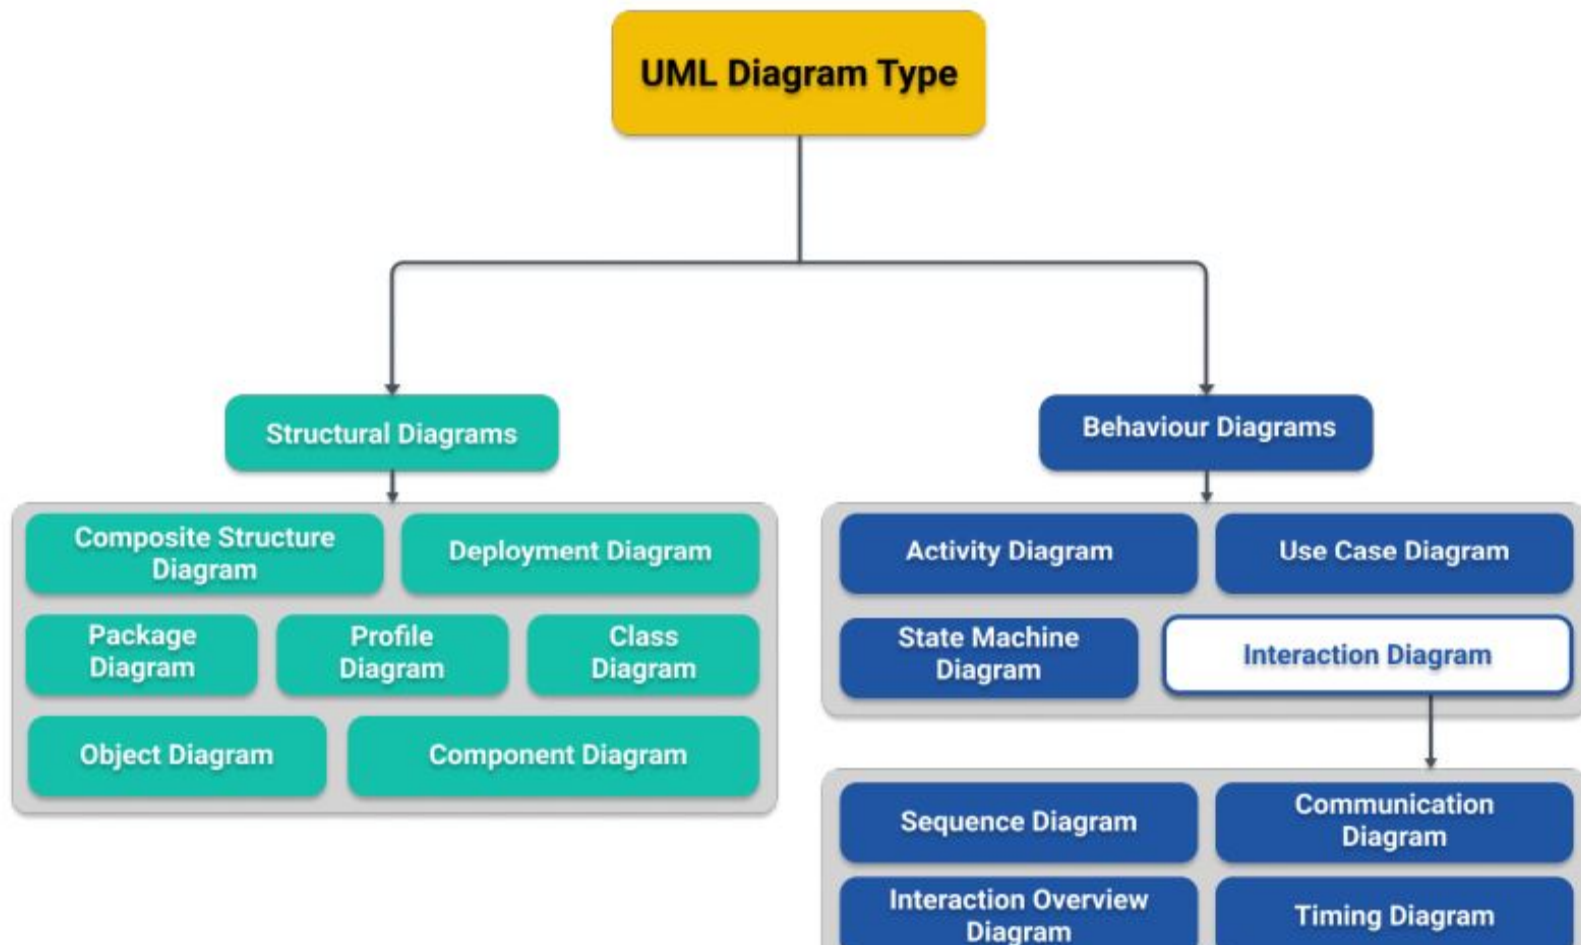 UML Diagram Type
Structural Diagrams
Behaviour Diagrams
Composite Structure
Diagram
Deployment Diagram
Package
Diagram
Profile
Diagram
Class
Diagram
Object Diagram
Component Diagram
Activity Diagram
Use Case Diagram
State Machine
Diagram
Interaction Diagram
Sequence Diagram
Communication
Diagram
Interaction Overview
Diagram
Timing Diagram